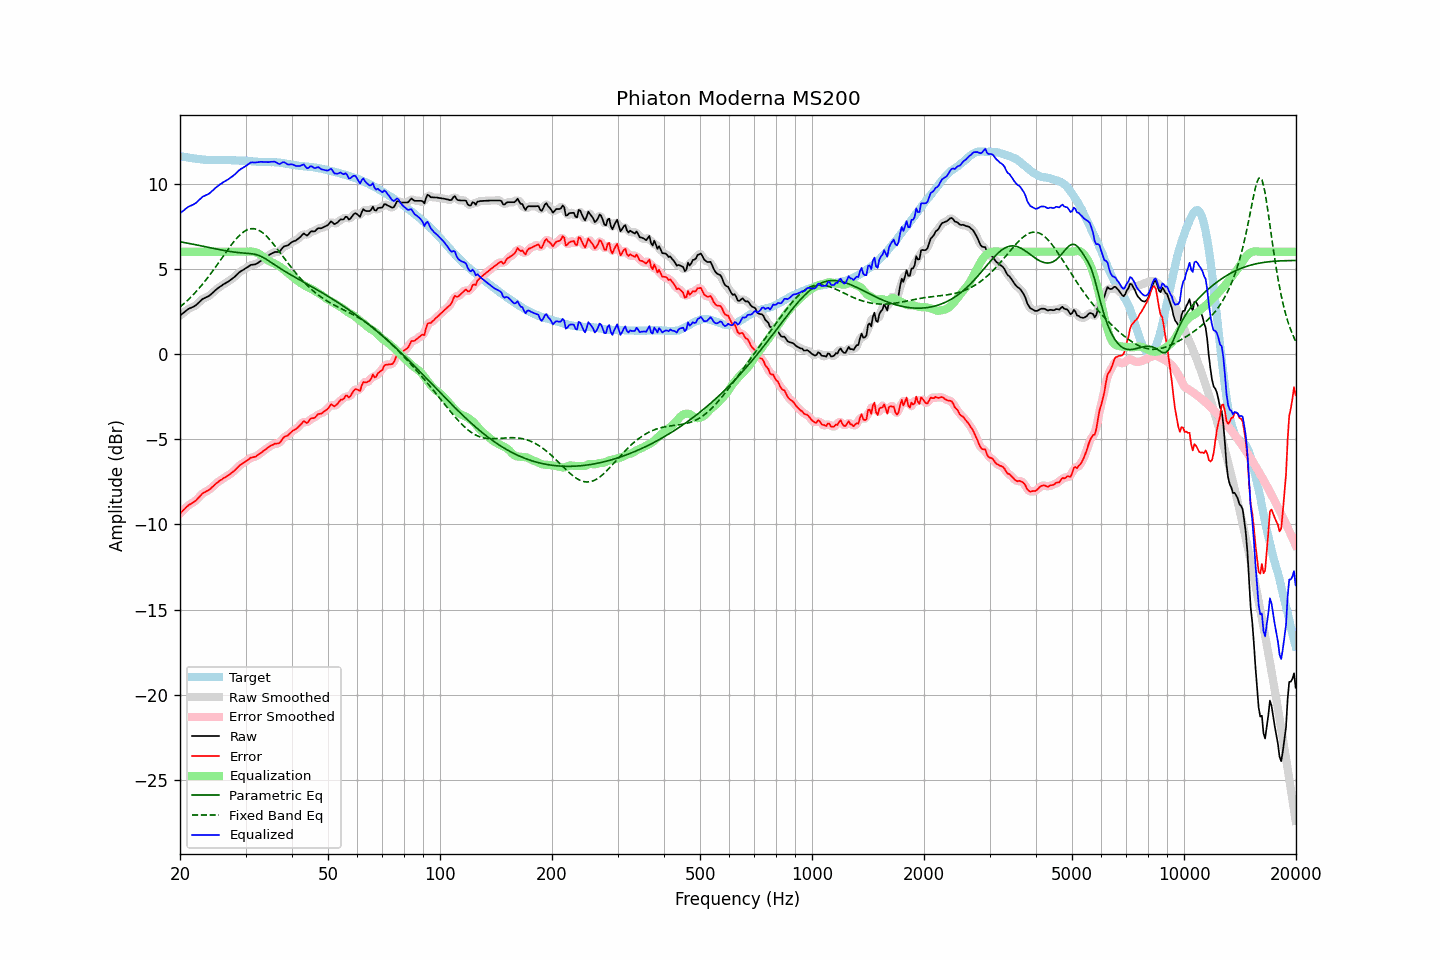 Phiaton Moderna MS200
Amplitude (dBr)
10
5
0
−5
−10
−15
−20
−25
Target
Raw Smoothed
Error Smoothed
Raw
Error
Equalization
Parametric Eq
Fixed Band Eq
Equalized
20 50 100 200 500 1000 2000 5000 10000 20000
Frequency (Hz)